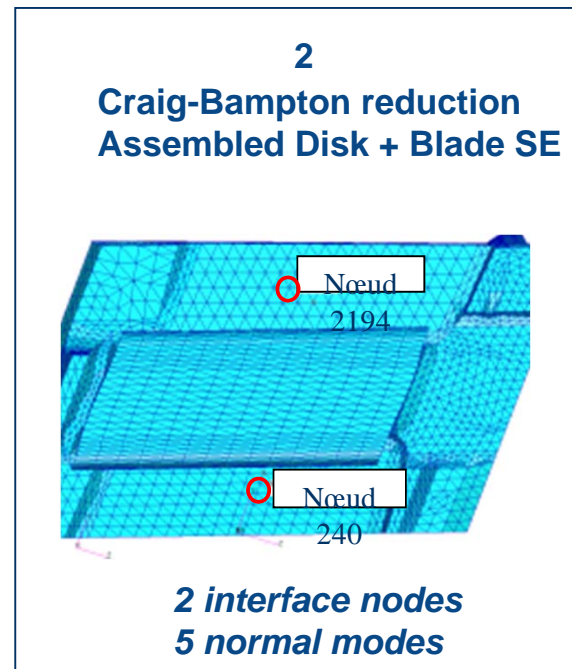 2
Craig-Bampton reduction
Assembled Disk + Blade SE
Nœud
2194
Nœud
240
2 interface nodes
5 normal modes